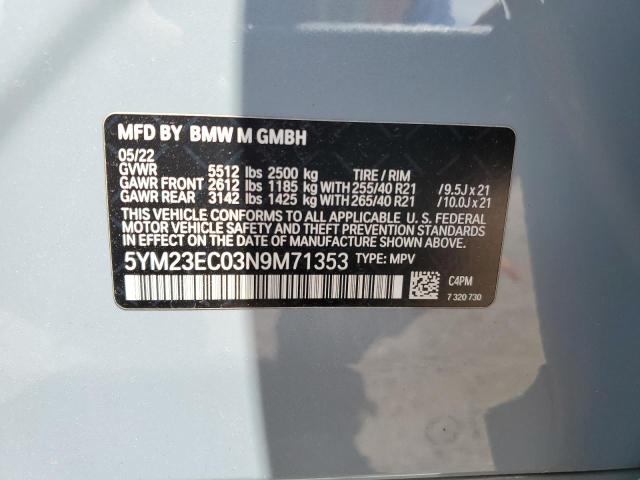 MFD BY BMW M GMBH
05/22
GVWR 5512 lbs 2500 kg TIRE / RIM
GAWR FRONT 2612 lbs 1185 kg WITH 255/40 R21 /9.5J x 21
GAWR REAR 3142 lbs 1425 kg WITH 265/40 R21 /10.0J x 21
THIS VEHICLE CONFORMS TO ALL APPLICABLE U. S. FEDERAL
MOTOR VEHICLE SAFETY, BUMPER AND THEFT PREVENTION STANDARDS
IN EFFECT ON THE DATE OF MANUFACTURE SHOWN ABOVE.
5YM23EC03N9M71353 TYPE: MPV
C4PM
7 320 730